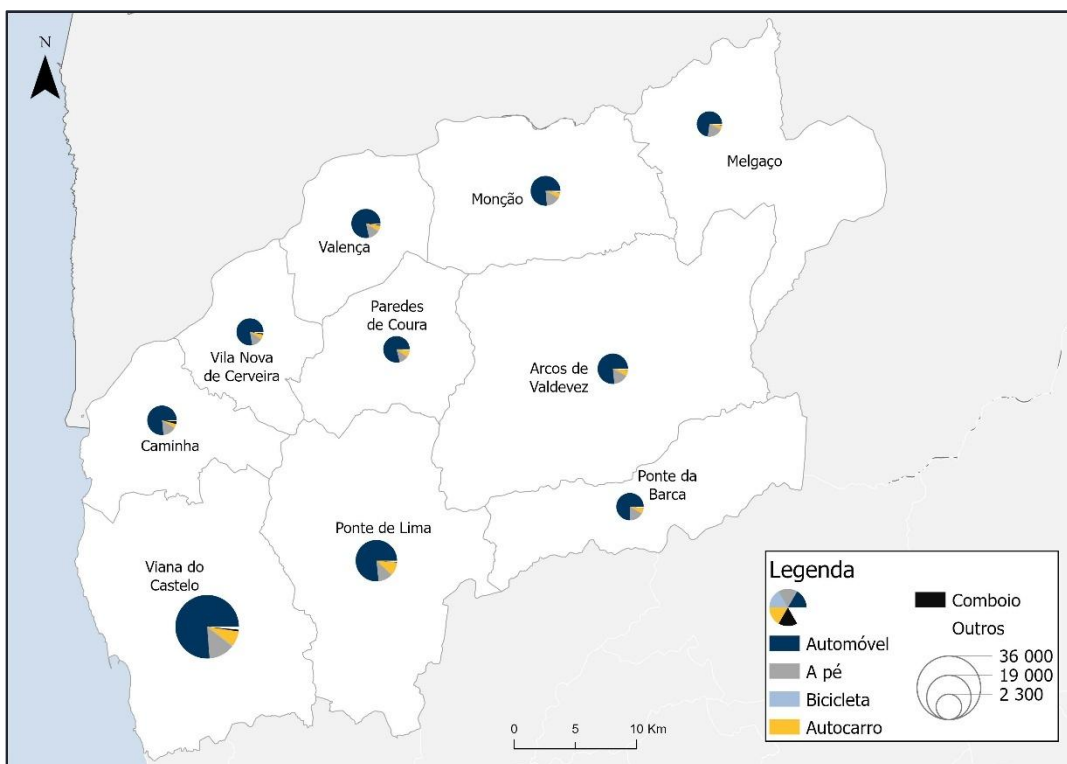 N
Melgaço
Monção
Valença
Paredes
de Coura
Vila Nova
de Cerveira
Arcos de
Valdevez
Caminha
Ponte da
Barca
Ponte de Lima
Viana do
Castelo
Legenda
Automóvel
A pé
Bicicleta
Autocarro
Comboio
Outros
36 000
19 000
2 300
0 5 10 Km